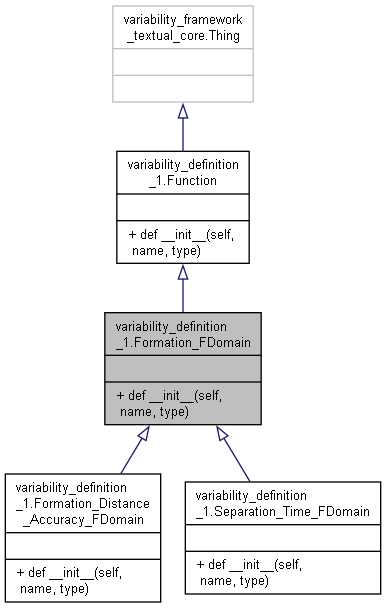 variability_framework
_textual_core.Thing
variability_definition
_1.Function
+ def __init__(self,
name, type)
variability_definition
_1.Formation_FDomain
+ def __init__(self,
name, type)
variability_definition
_1.Formation_Distance
_Accuracy_FDomain
+ def __init__(self,
name, type)
variability_definition
_1.Separation_Time_FDomain
+ def __init__(self,
name, type)